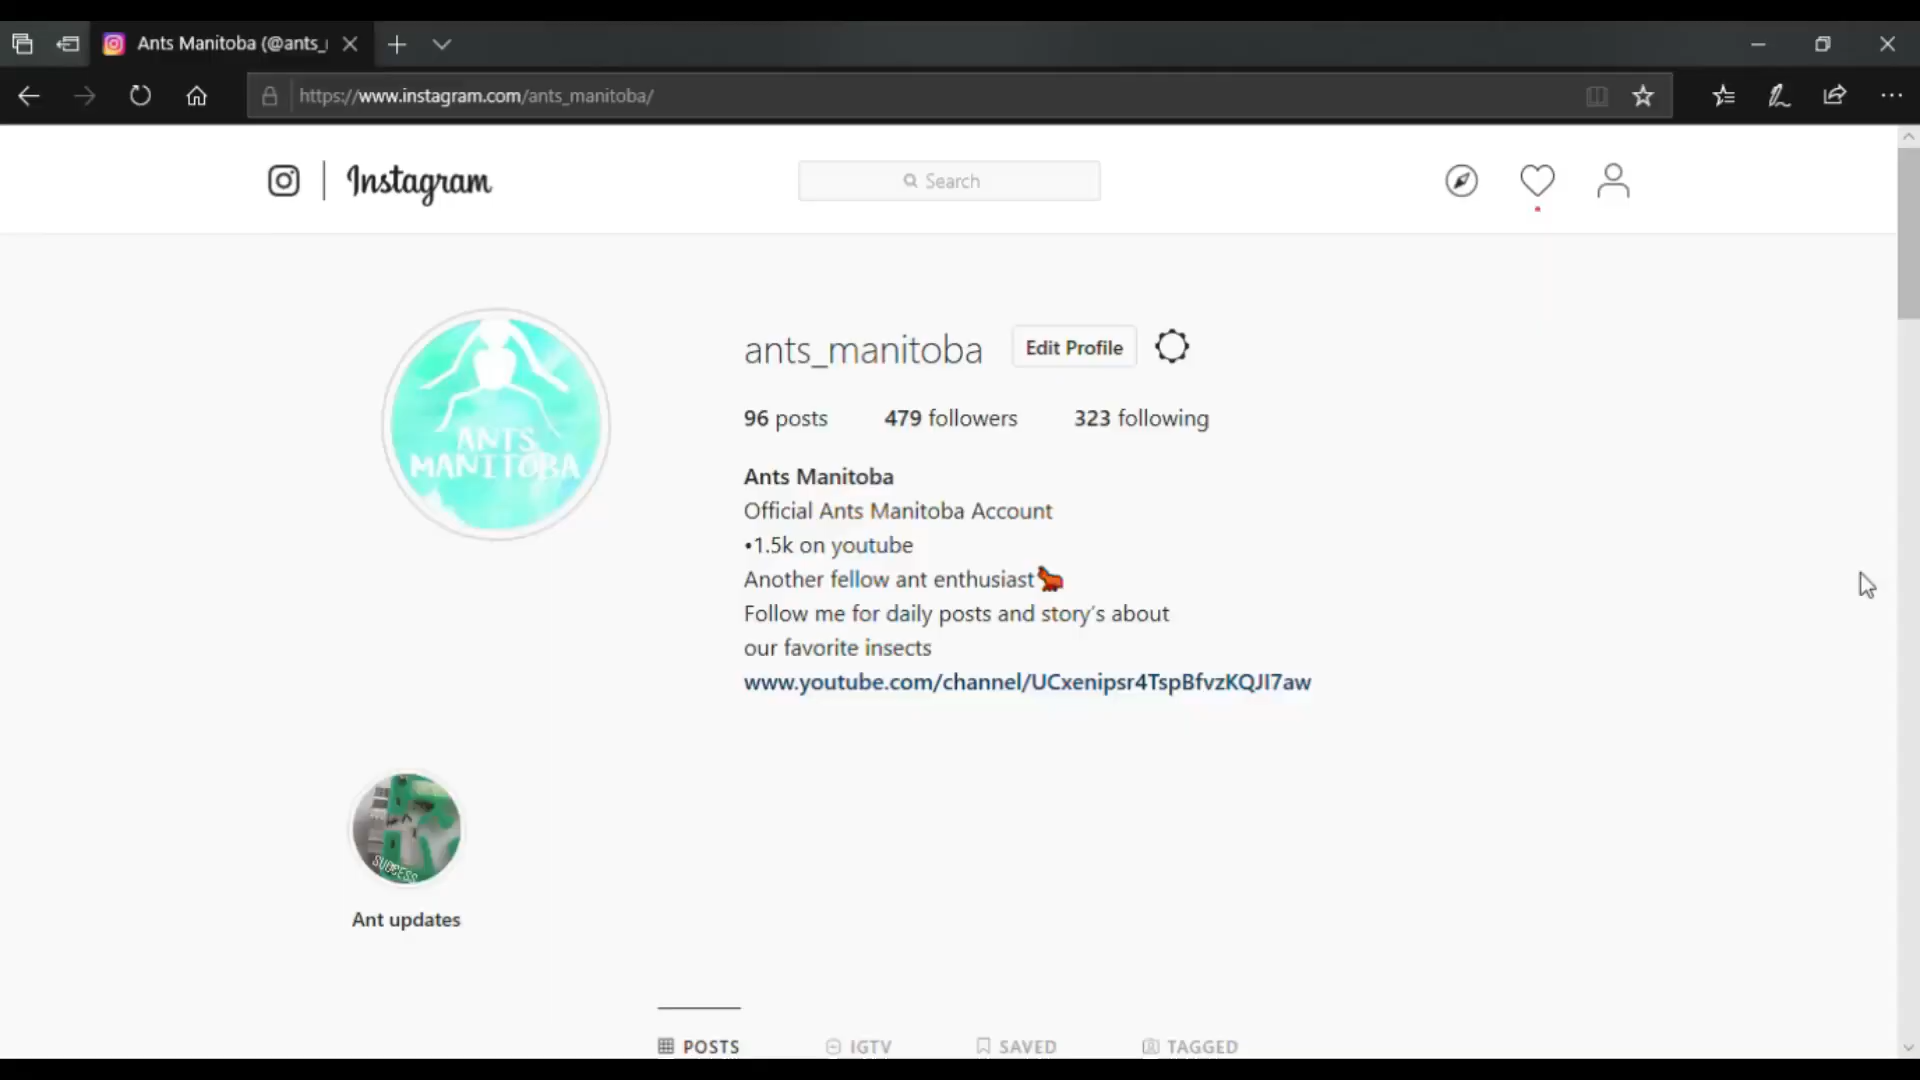 Ants Manitoba (@ants_
https://www.instagram.com/ants_manitoba/
Instagram
Search
ants_manitoba
Edit Profile
96 posts 479 followers 323 following
Ants Manitoba
Official Ants Manitoba Account
•1.5k on youtube
Another fellow ant enthusiast🐜
Follow me for daily posts and story's about
our favorite insects
www.youtube.com/channel/UCxenipsr4TspBfvzKQJI7aw
ANTS
MANITOBA
SUCCESS
Ant updates
POSTS IGTV SAVED TAGGED